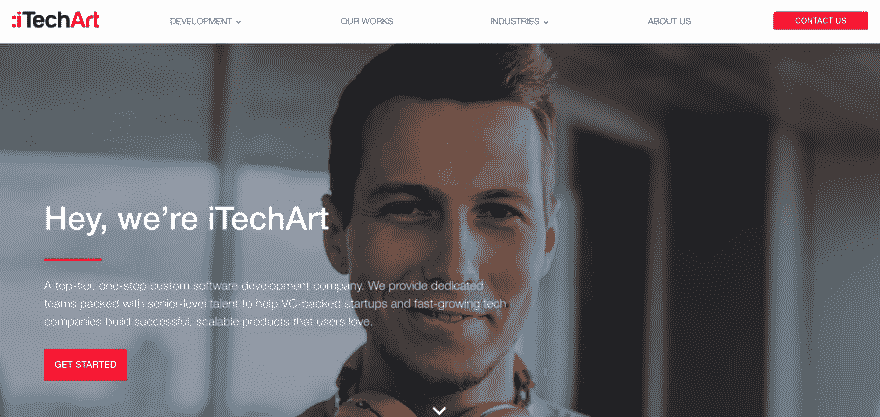 :iTechArt
DEVELOPMENT
OUR WORKS
INDUSTRIES
ABOUT US
CONTACT US
Hey, we're iTechArt
A top-tier, one-stop custom software development company. We provide dedicated
teams packed with senior-level talent to help VC-backed startups and fast-growing tech
companies build successful, scalable products that users love.
GET STARTED